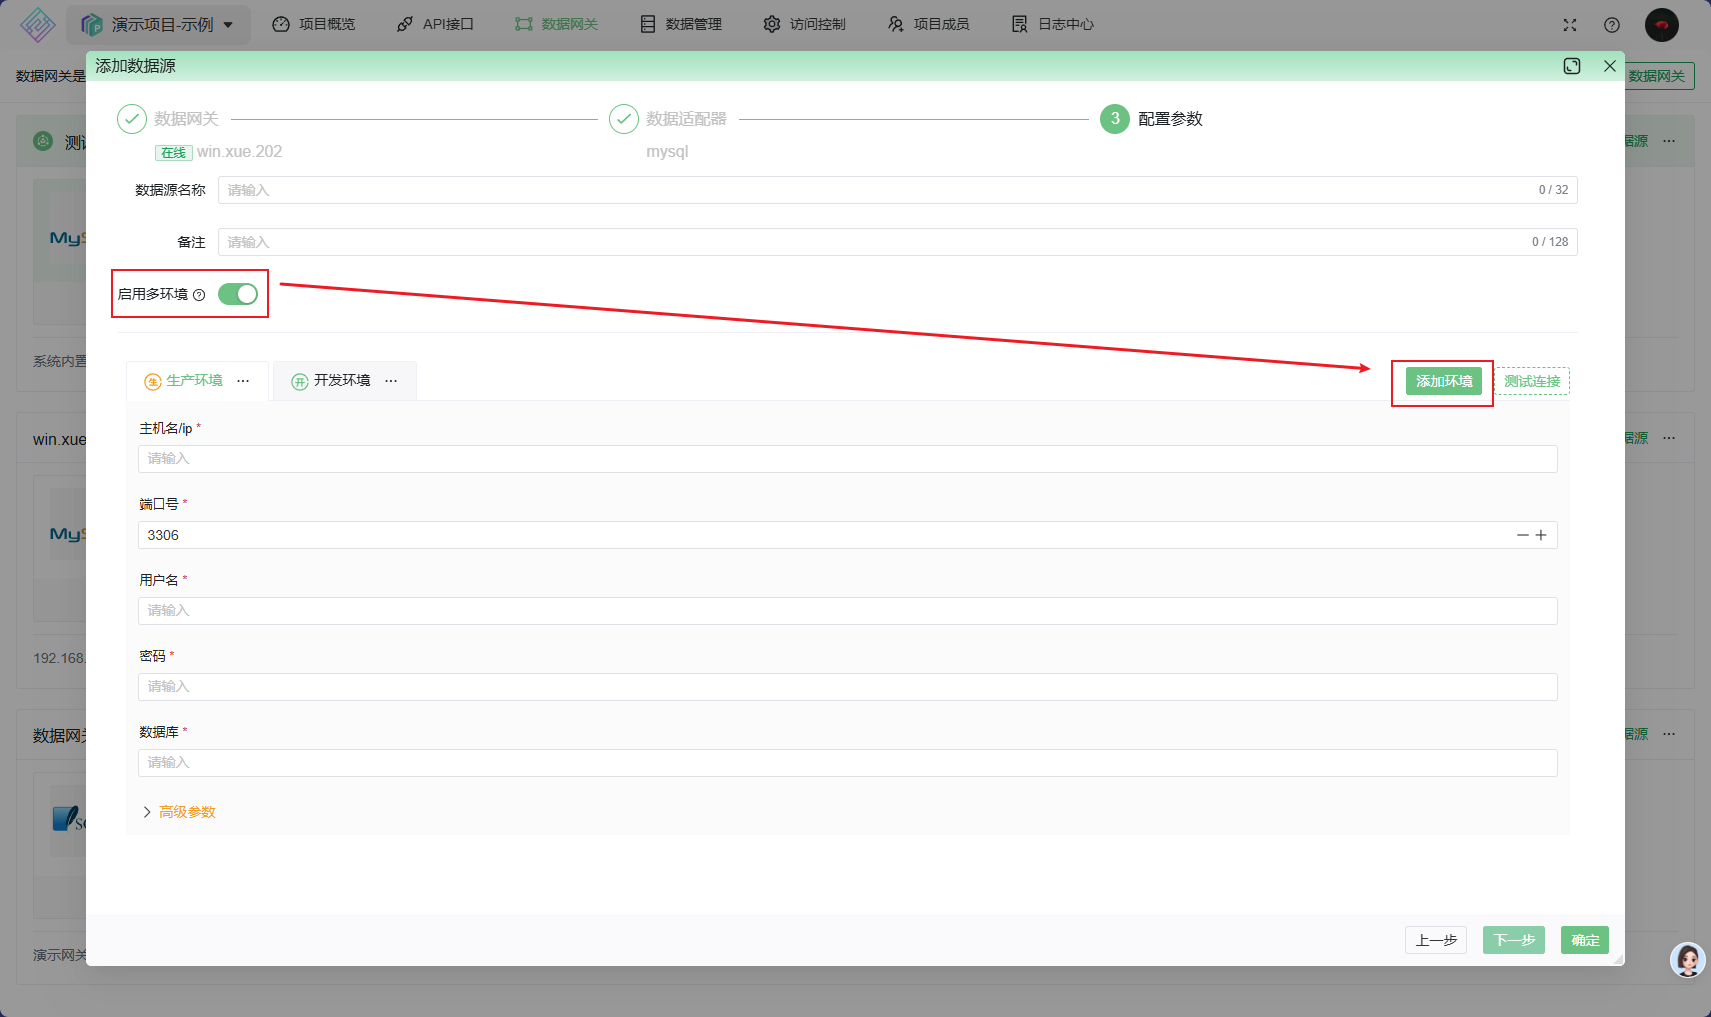 演示项目-示例 项目概览 API接口 数据网关 数据管理 访问控制 项目成员 日志中心
数据网关是
数据网关
添加数据源
数据网关
在线 win.xue.202
数据适配器
mysql
3 配置参数
数据源名称 请输入 0 / 32
备注 请输入 0 / 128
启用多环境
生 生产环境 ··· 开 开发环境 ··· 添加环境 测试连接
主机名/ip *
请输入
端口号 *
3306
用户名 *
请输入
密码 *
请输入
数据库 *
请输入
高级参数
上一步 下一步 确定
测试
据源 ···
MyS
系统内置
win.xue
据源 ···
MyS
192.168.
数据网关
据源 ···
SQ
演示网关